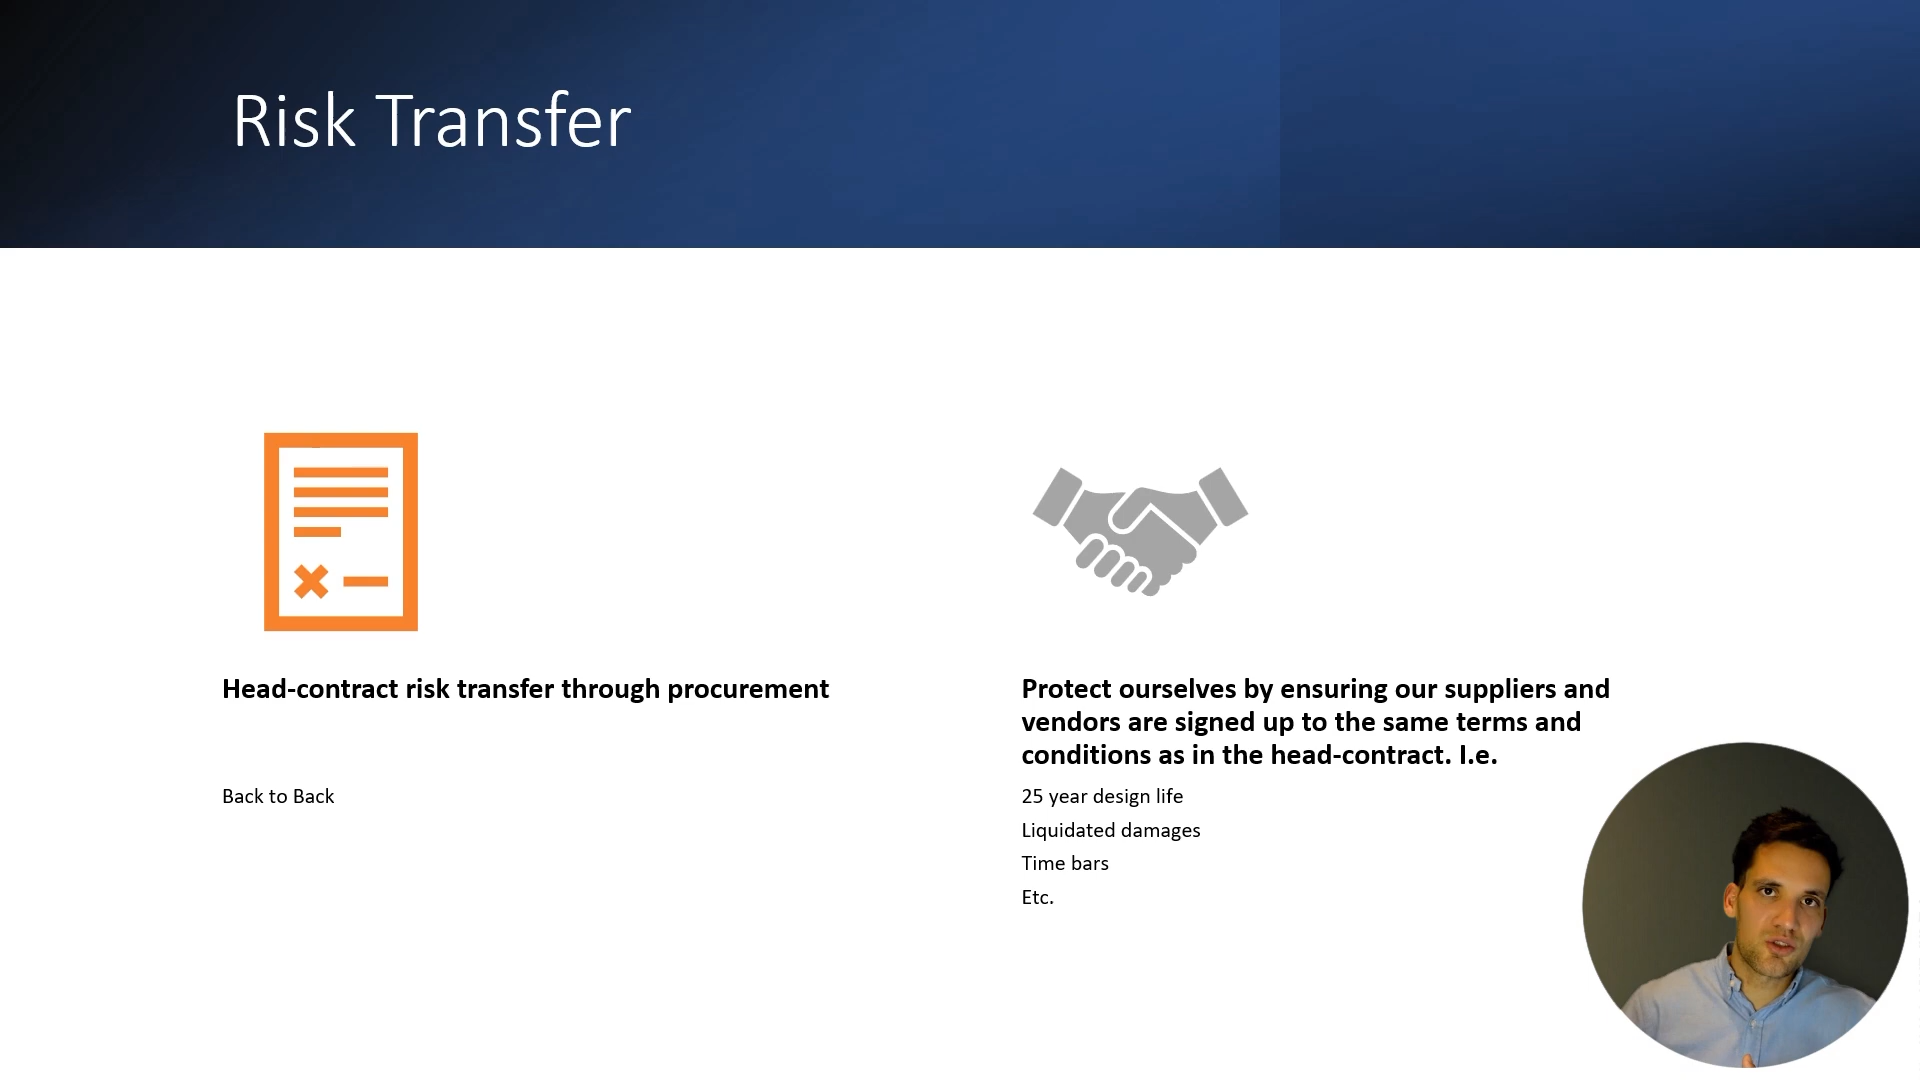 Risk Transfer
Head-contract risk transfer through procurement
Back to Back
Protect ourselves by ensuring our suppliers and
vendors are signed up to the same terms and
conditions as in the head-contract. I.e.
25 year design life
Liquidated damages
Time bars
Etc.